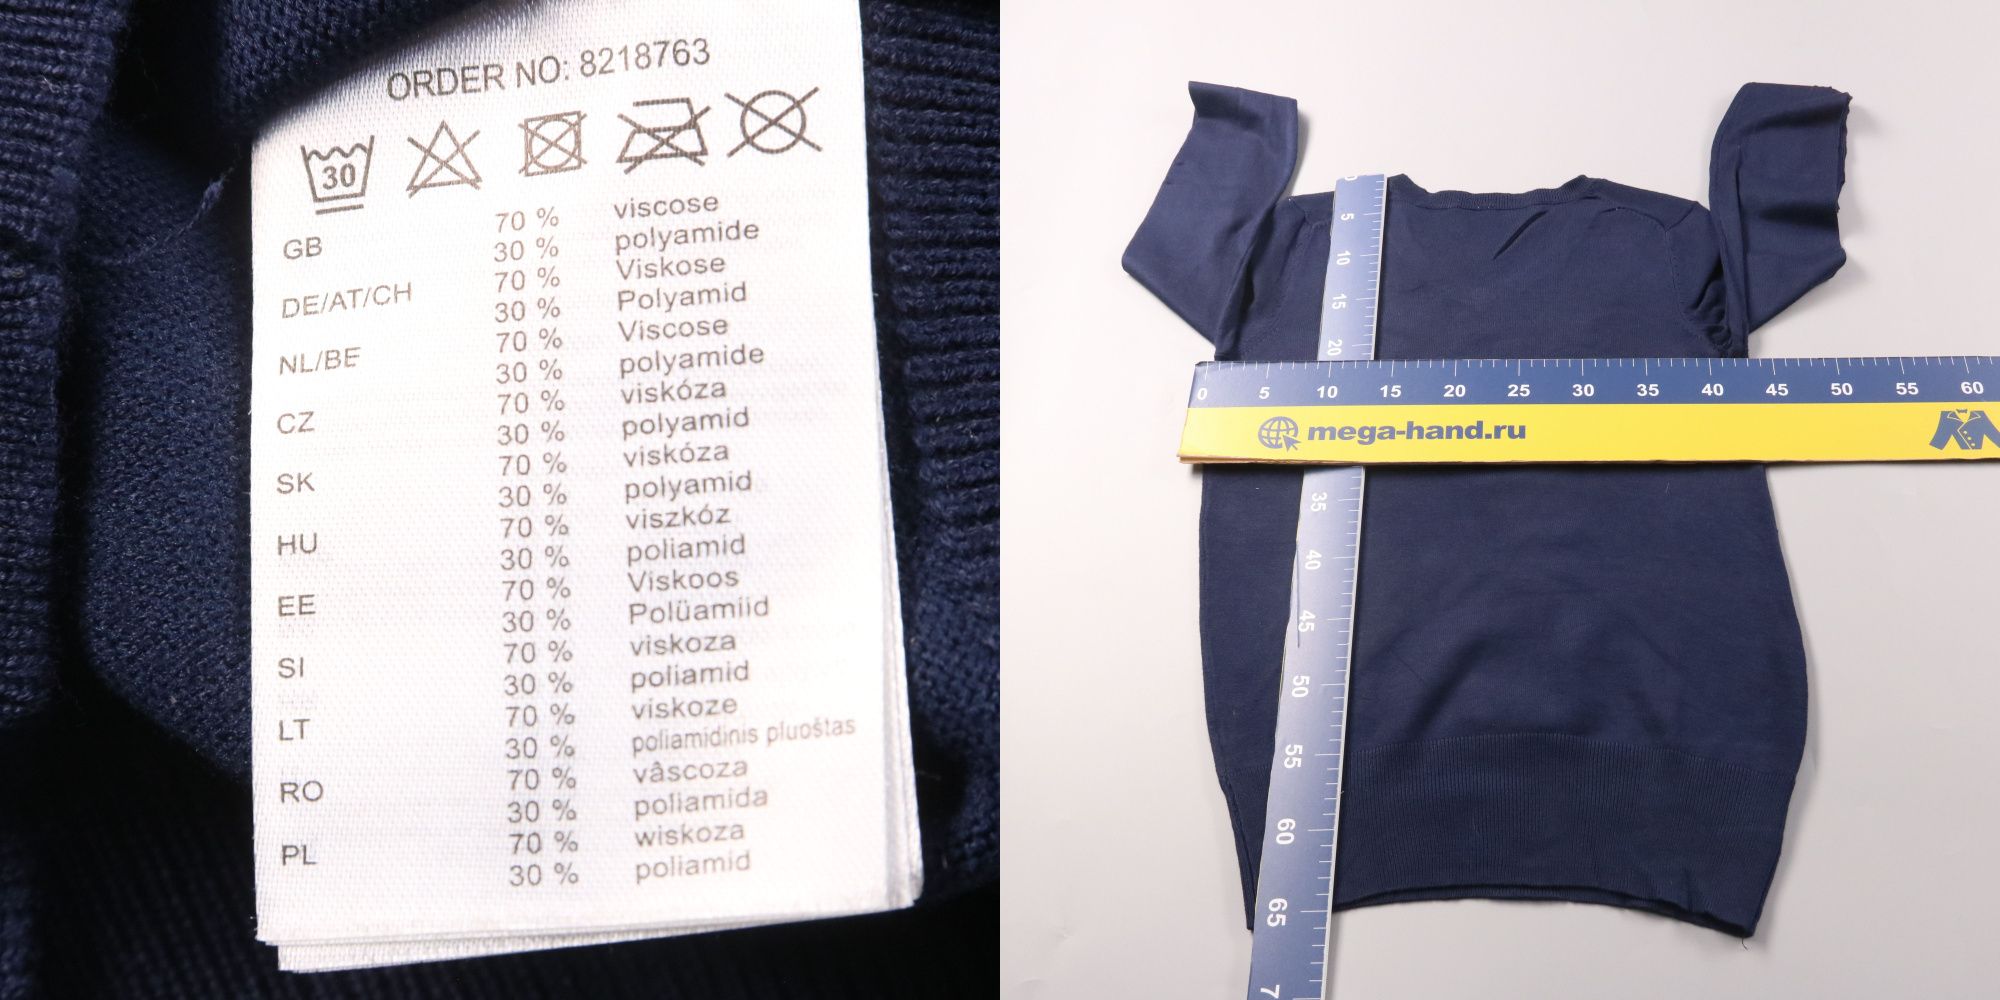 ORDER NO: 8218763
30
GB 70 % viscose
30 % polyamide
DE/AT/CH 70 % Viskose
30 % Polyamid
NL/BE 70 % Viscose
30 % polyamide
CZ 70 % viskóza
30 % polyamid
SK 70 % viskóza
30 % polyamid
HU 70 % viszkóz
30 % poliamid
EE 70 % Viskoos
30 % Polüamiid
SI 70 % viskoza
30 % poliamid
LT 70 % viskoze
30 % poliamidinis pluoštas
RO 70 % vâscoza
30 % poliamida
PL 70 % wiskoza
30 % poliamid
0
5
10
15
20
0 5 10 15 20 25 30 35 40 45 50 55 60
mega-hand.ru
35
40
45
50
55
60
65
7